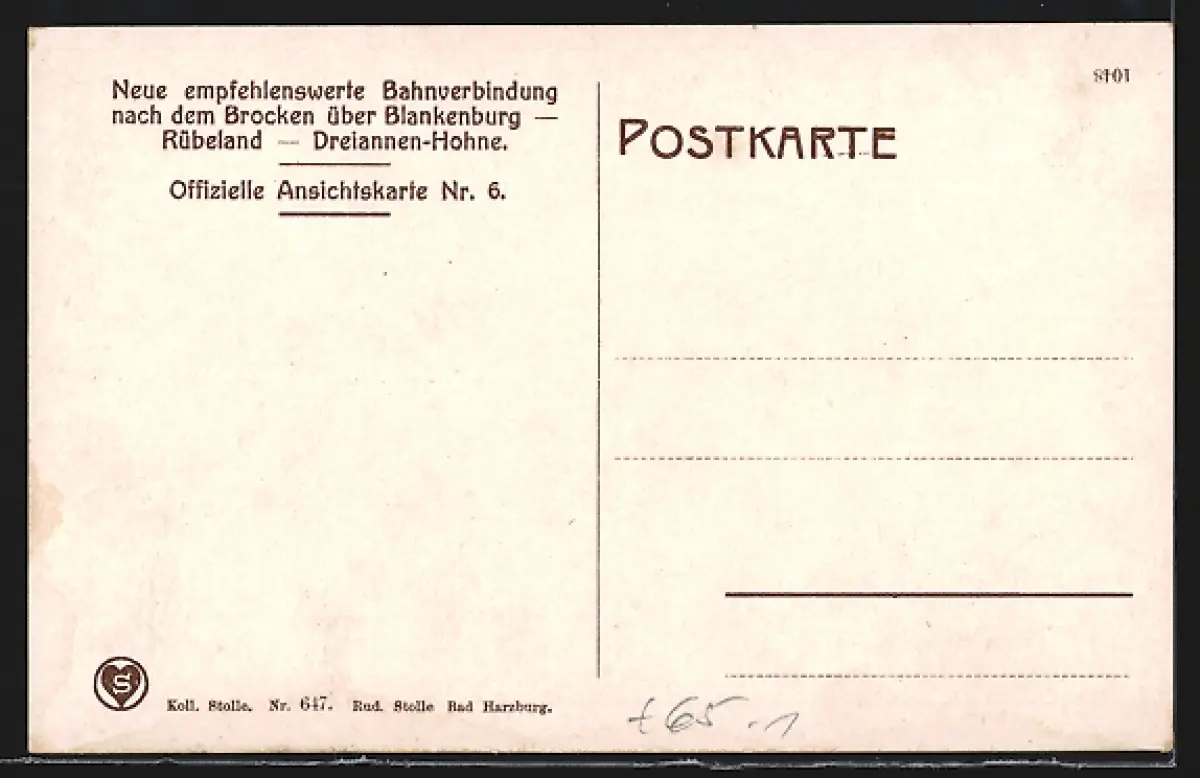 Neue empfehlenswerte Bahnverbindung
nach dem Brocken über Blankenburg —
Rübeland — Dreiannen-Hohne.
Offizielle Ansichtskarte Nr. 6.
POSTKARTE
S
Koll. Stolle. Nr. 647. Rud. Stolle Bad Harzburg.